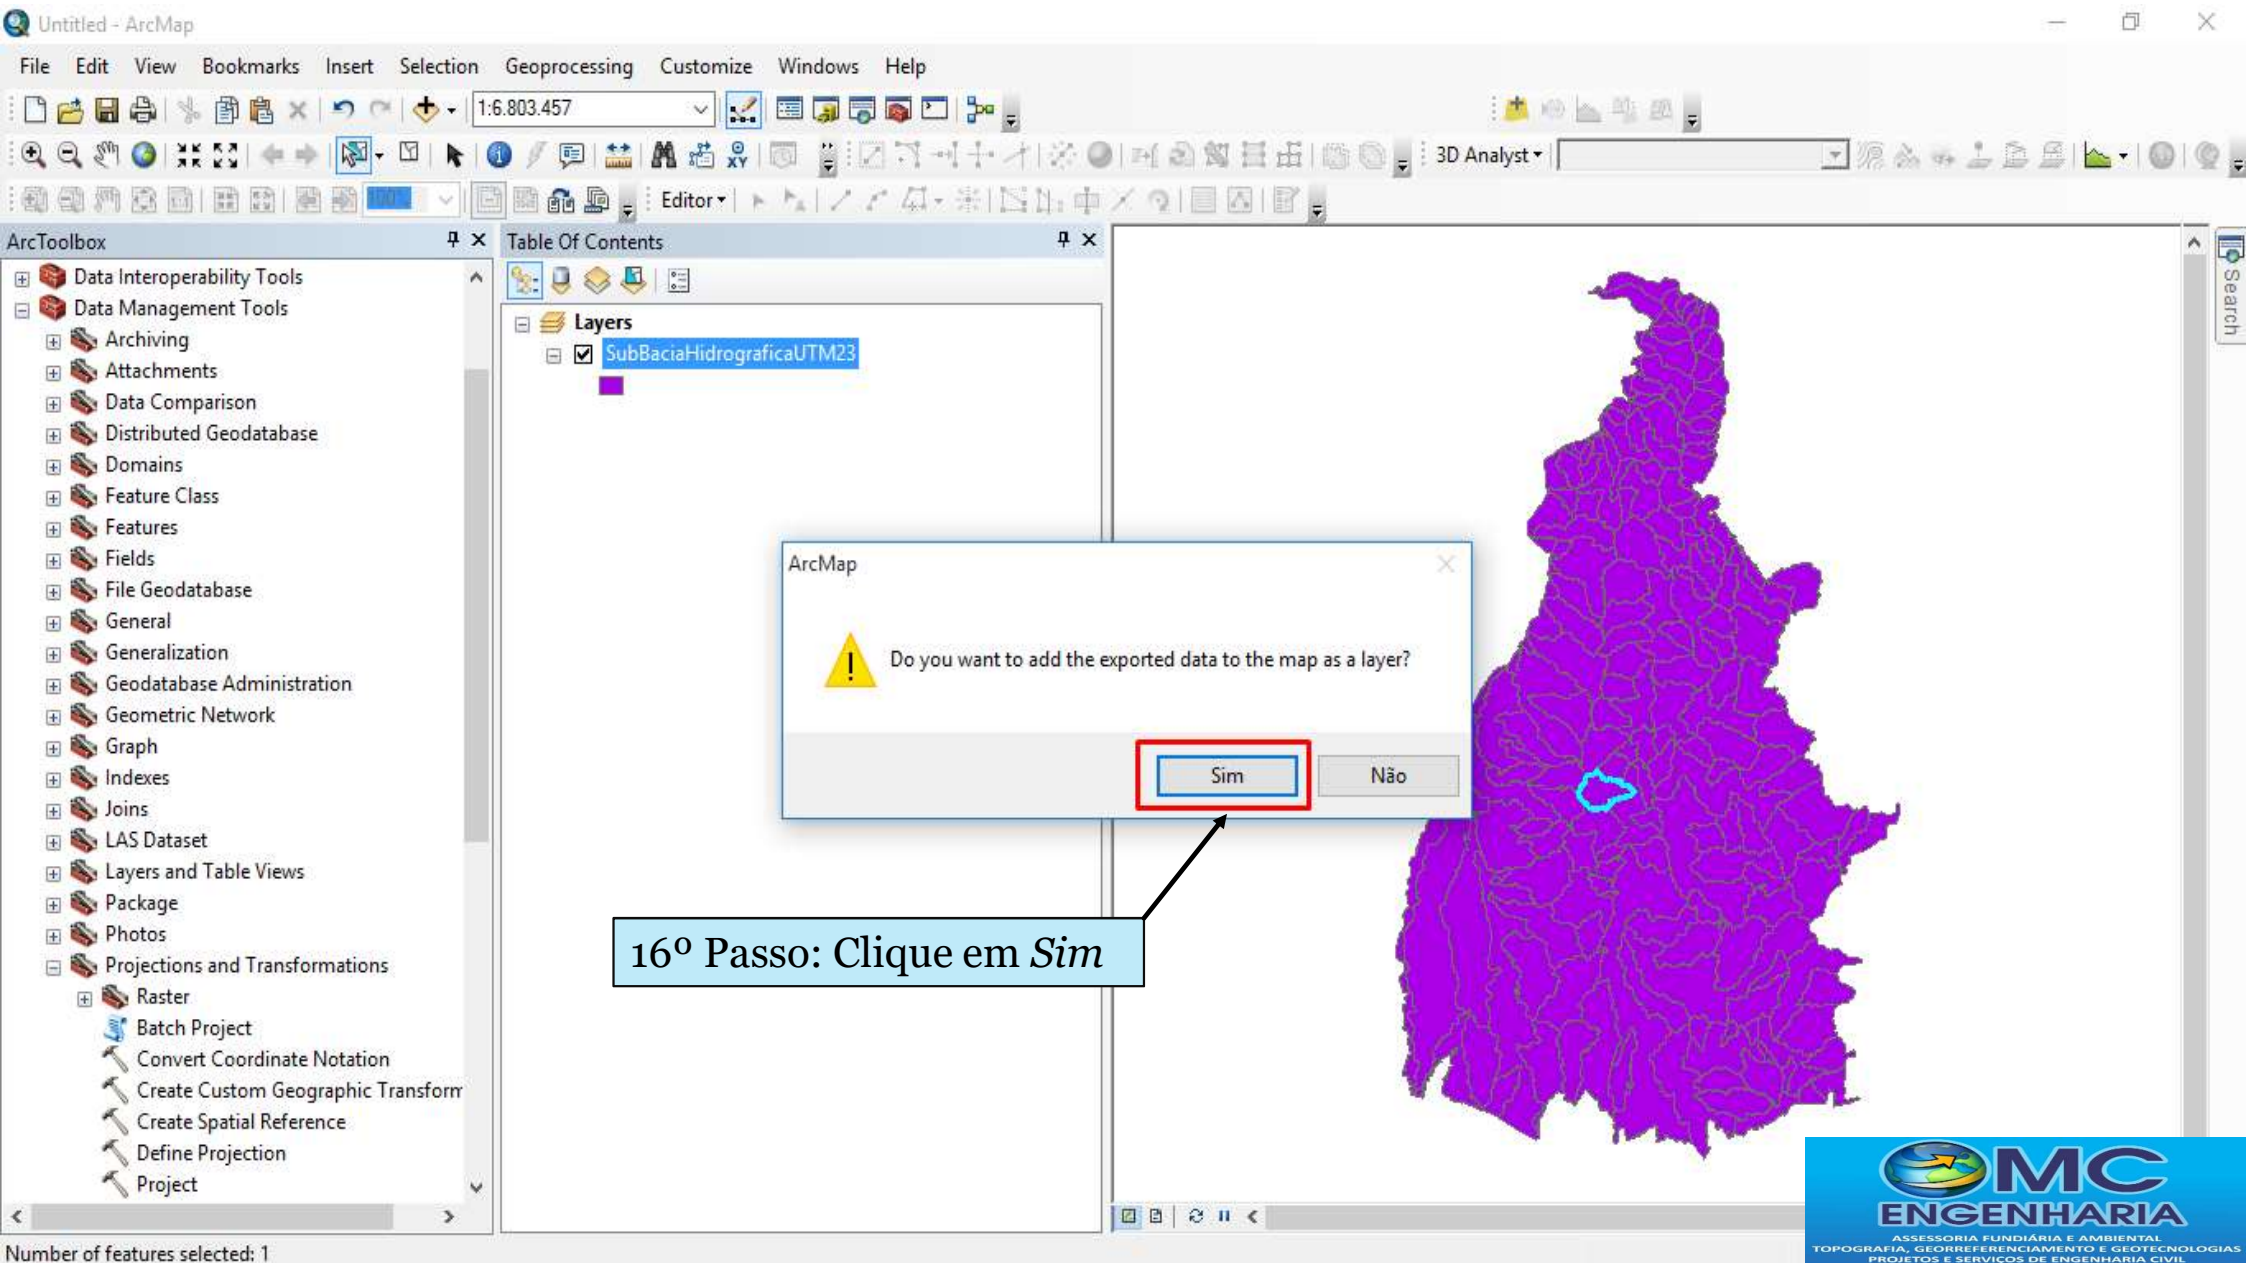 Untitled - ArcMap
File Edit View Bookmarks Insert Selection Geoprocessing Customize Windows Help
1:6.803.457
3D Analyst
100%
Editor
ArcToolbox
Data Interoperability Tools
Data Management Tools
Archiving
Attachments
Data Comparison
Distributed Geodatabase
Domains
Feature Class
Features
Fields
File Geodatabase
General
Generalization
Geodatabase Administration
Geometric Network
Graph
Indexes
Joins
LAS Dataset
Layers and Table Views
Package
Photos
Projections and Transformations
Raster
Batch Project
Convert Coordinate Notation
Create Custom Geographic Transform
Create Spatial Reference
Define Projection
Project
Table Of Contents
Layers
SubBaciaHidrograficaUTM23
Search
ArcMap
Do you want to add the exported data to the map as a layer?
Sim Não
16º Passo: Clique em Sim
Number of features selected: 1
MC
ENGENHARIA
ASSESSORIA FUNDIÁRIA E AMBIENTAL
TOPOGRAFIA, GEORREFERENCIAMENTO E GEOTECNOLOGIAS
PROJETOS E SERVIÇOS DE ENGENHARIA CIVIL